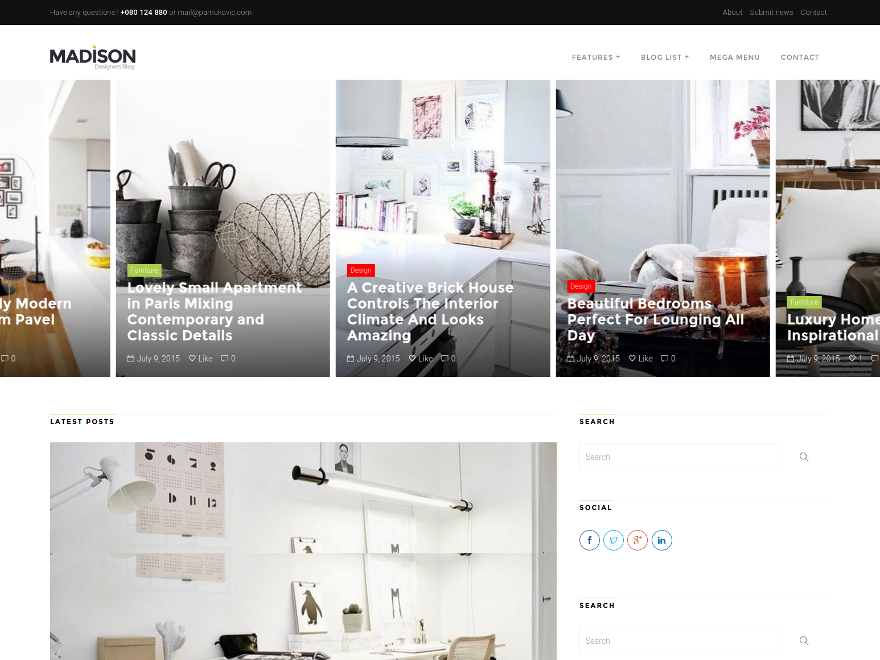 Have any questions? +080 124 880 or mail@pamukovic.com
About Submit news Contact
MADISON
Designers Blog
FEATURES +
BLOG LIST +
MEGA MENU
CONTACT
ly Modern
m Pavel
0
Furniture
Lovely Small Apartment
in Paris Mixing
Contemporary and
Classic Details
July 9, 2015 Like 0
Design
A Creative Brick House
Controls The Interior
Climate And Looks
Amazing
July 9, 2015 Like 0
Design
Beautiful Bedrooms
Perfect For Lounging All
Day
July 9, 2015 Like 0
Furniture
Luxury Home
Inspirational
July 9, 2015 1
LATEST POSTS
SEARCH
Search
SOCIAL
SEARCH
Search